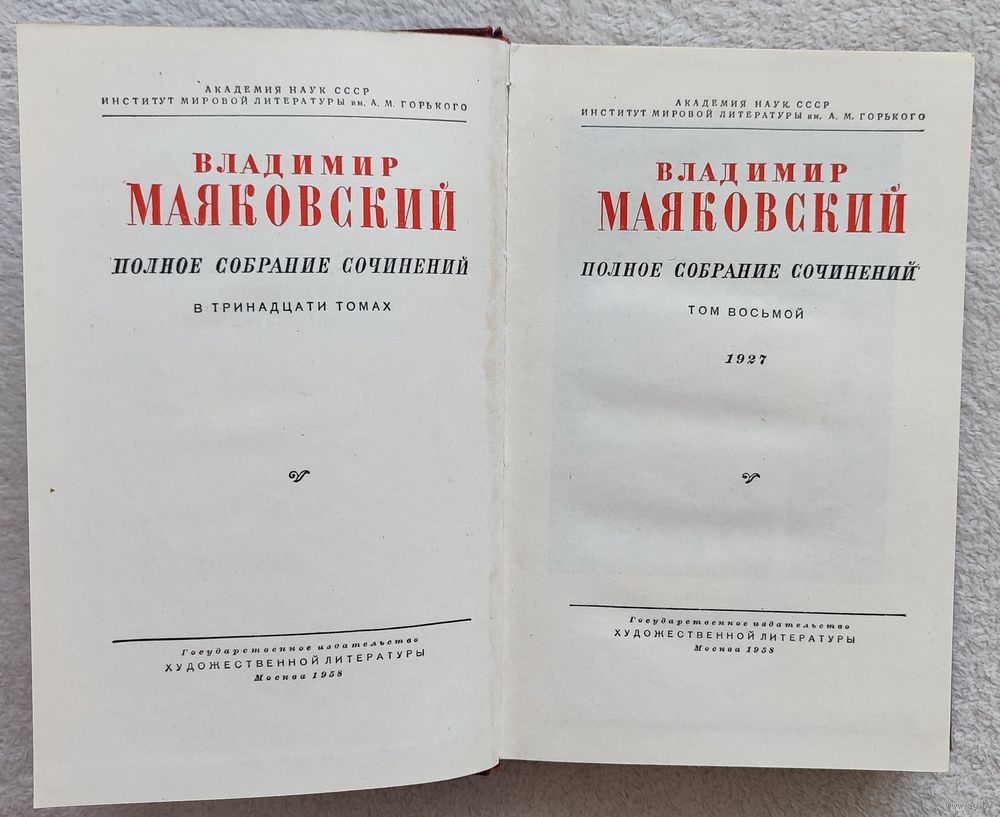 АКАДЕМИЯ НАУК СССР
ИНСТИТУТ МИРОВОЙ ЛИТЕРАТУРЫ им. А. М. ГОРЬКОГО
ВЛАДИМИР
МАЯКОВСКИЙ
ПОЛНОЕ СОБРАНИЕ СОЧИНЕНИЙ
В ТРИНАДЦАТИ ТОМАХ
Государственное издательство
ХУДОЖЕСТВЕННОЙ ЛИТЕРАТУРЫ
Москва 1958
АКАДЕМИЯ НАУК СССР
ИНСТИТУТ МИРОВОЙ ЛИТЕРАТУРЫ им. А. М. ГОРЬКОГО
ВЛАДИМИР
МАЯКОВСКИЙ
ПОЛНОЕ СОБРАНИЕ СОЧИНЕНИЙ
ТОМ ВОСЬМОЙ
1927
Государственное издательство
ХУДОЖЕСТВЕННОЙ ЛИТЕРАТУРЫ
Москва 1958